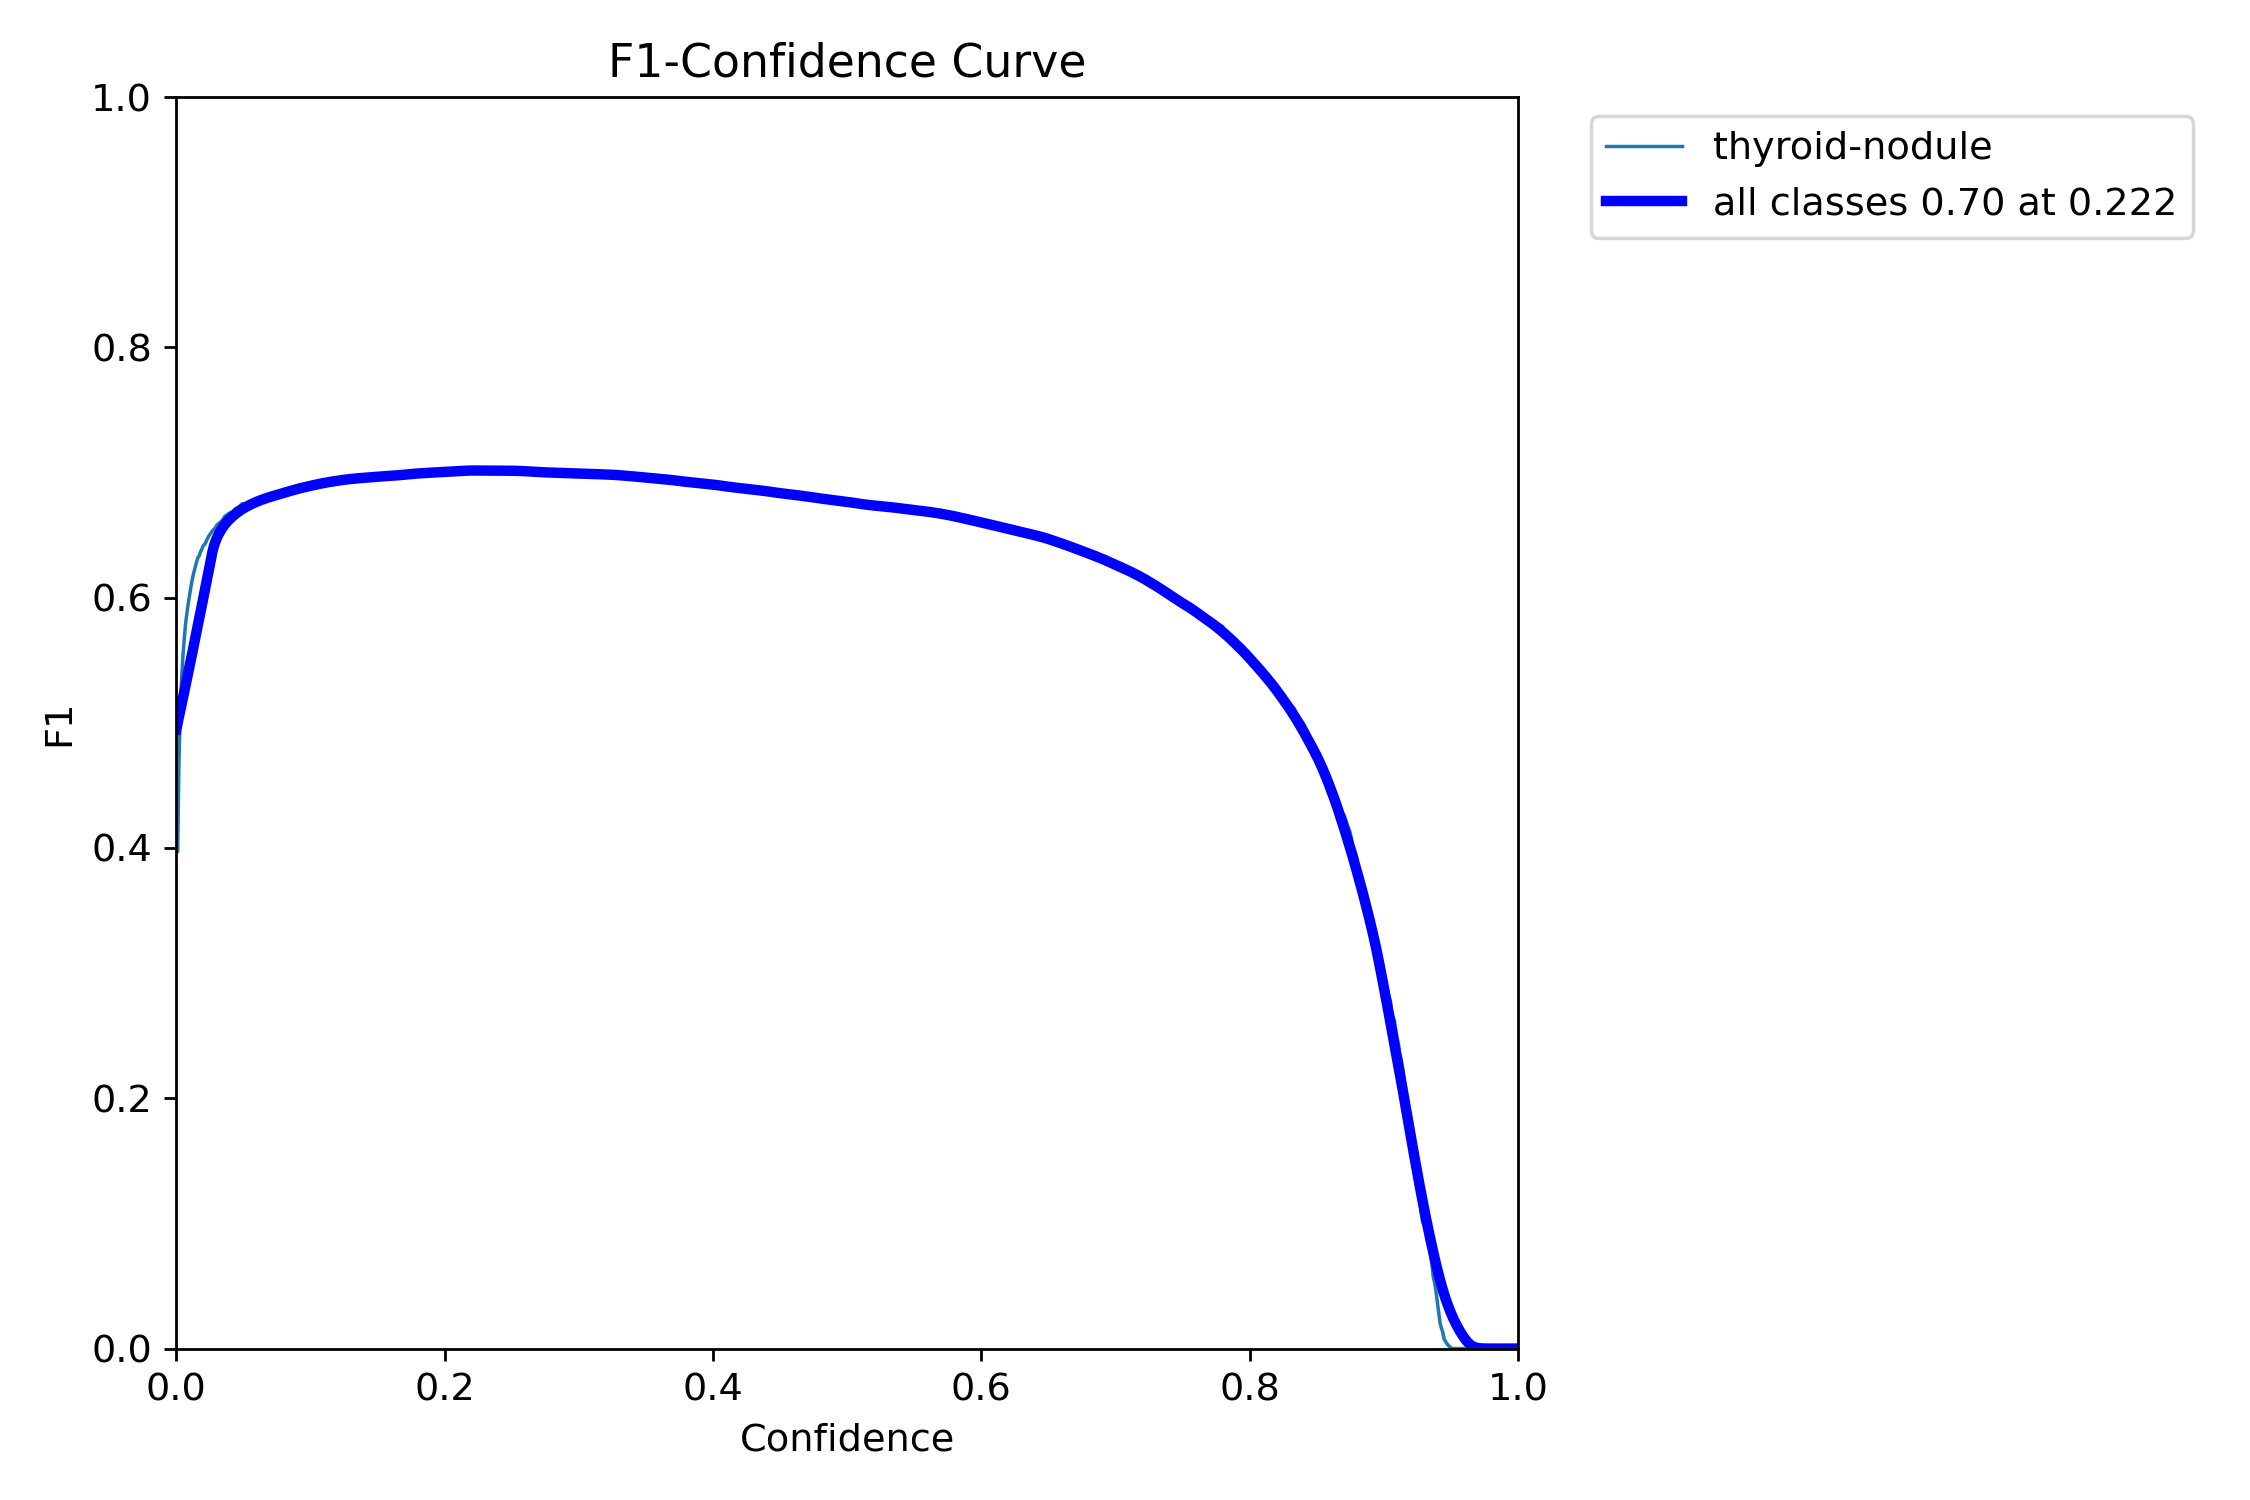 F1-Confidence Curve
1.0
0.8
0.6
0.4
0.2
0.0
F1
0.0 0.2 0.4 0.6 0.8 1.0
Confidence
thyroid-nodule
all classes 0.70 at 0.222